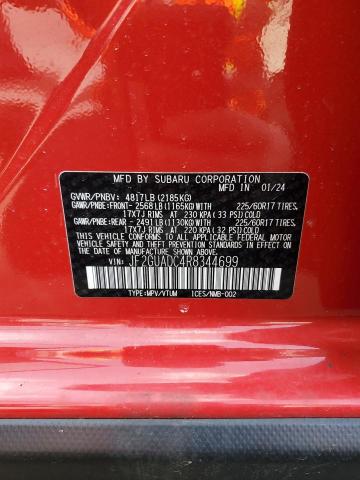 MFD BY SUBARU CORPORATION
MFD IN 01/24
GVWR/PNBV: 4817LB (2185KG)
GAWR/PNBE:FRONT- 2568LB (1165KG) WITH 225/60R17 TIRES,
17X7J RIMS AT 230 KPA (33 PSI) COLD
GAWR/PNBE:REAR - 2491LB (1130KG) WITH 225/60R17 TIRES,
17X7J RIMS AT 220 KPA (32 PSI) COLD
THIS VEHICLE CONFORMS TO ALL APPLICABLE FEDERAL MOTOR
VEHICLE SAFETY STANDARDS IN EFFECT ON THE DATE OF
MANUFACTURE SHOWN ABOVE.
VIN: JF2GUADC4R8344699
TYPE:MPV/VTUM ICES/NMB-002